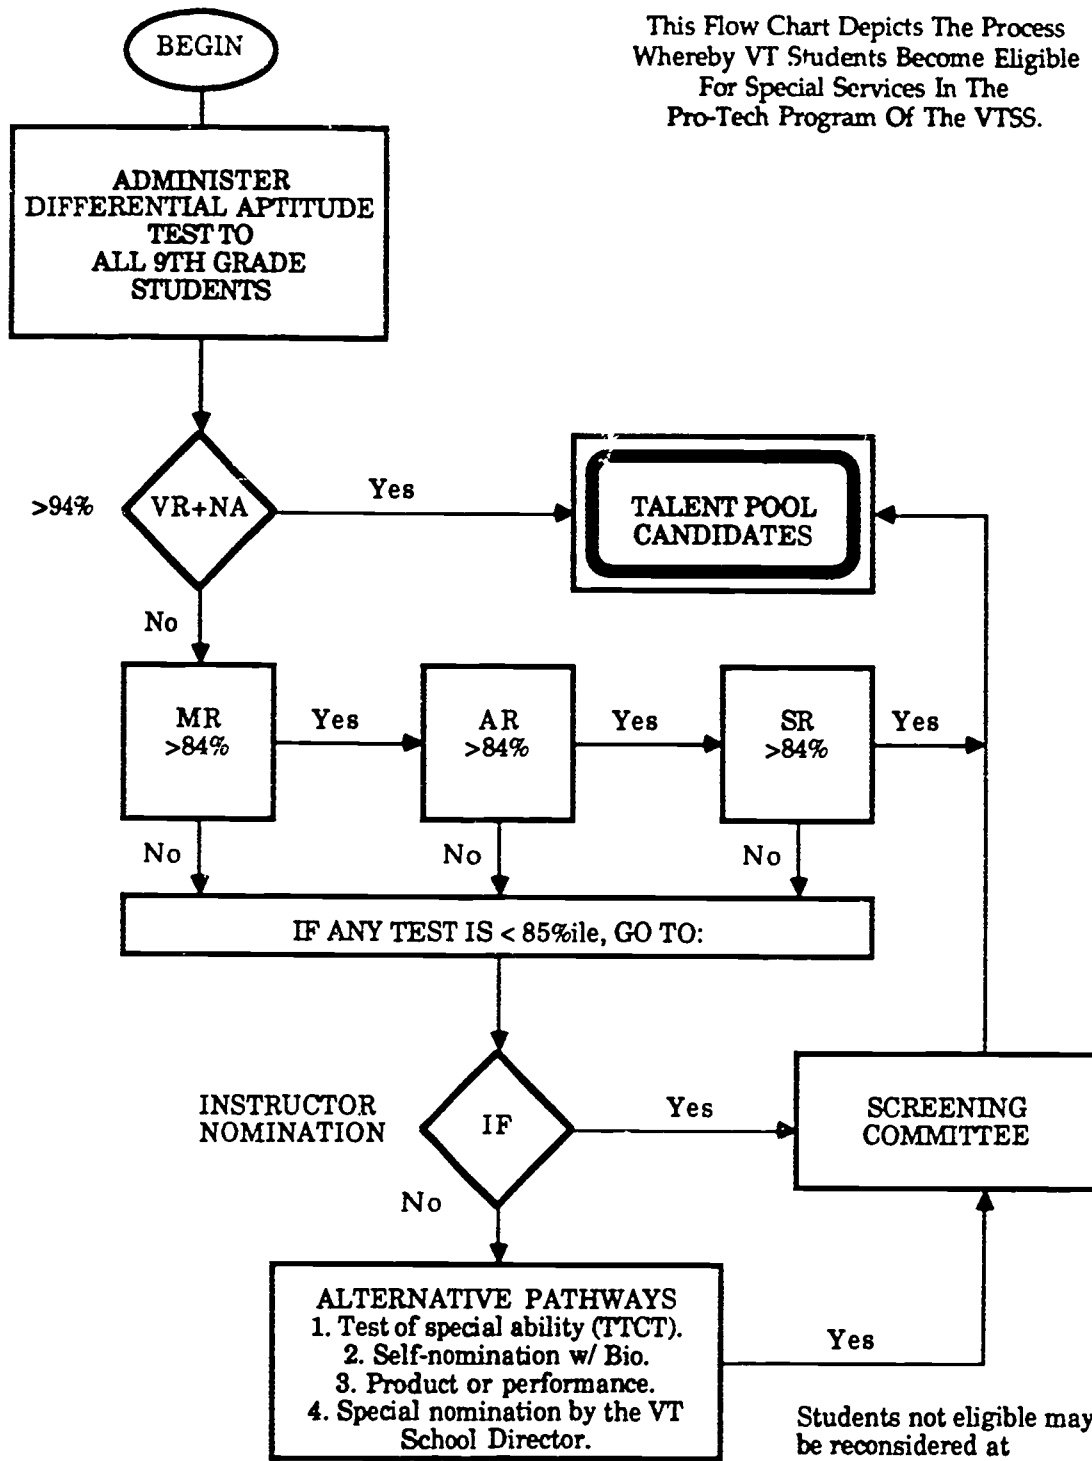 BEGIN
This Flow Chart Depicts The Process
Whereby VT Students Become Eligible
For Special Services In The
Pro-Tech Program Of The VTSS.
ADMINISTER
DIFFERENTIAL APTITUDE
TEST TO
ALL 9TH GRADE
STUDENTS
>94% VR+NA Yes
TALENT POOL
CANDIDATES
No
MR
>84%
Yes
AR
>84%
Yes
SR
>84%
Yes
No No No
IF ANY TEST IS < 85%ile, GO TO:
INSTRUCTOR
NOMINATION
IF
Yes
SCREENING
COMMITTEE
No
ALTERNATIVE PATHWAYS
1. Test of special ability (TTCT).
2. Self-nomination w/ Bio.
3. Product or performance.
4. Special nomination by the VT
School Director.
Yes
Students not eligible may
be reconsidered at